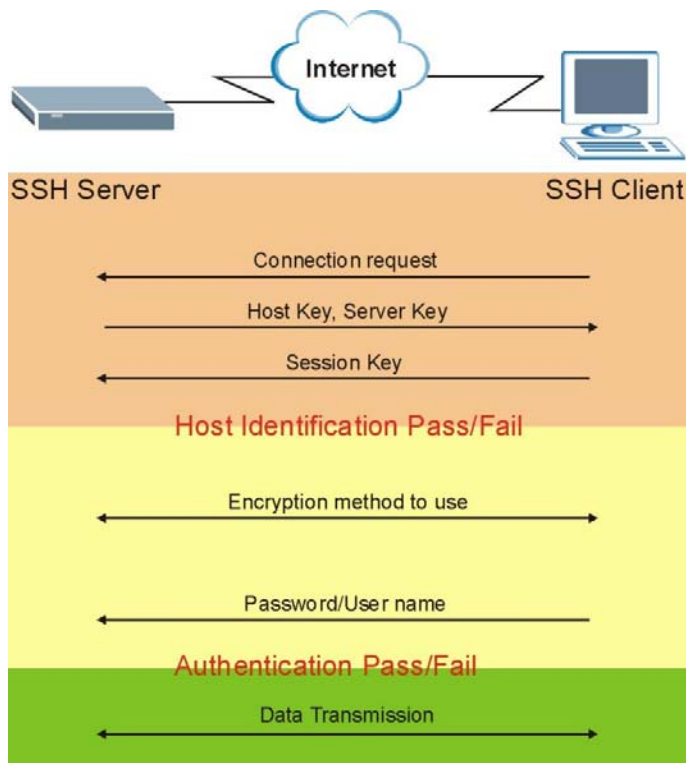 Internet
SSH Server
SSH Client
Connection request
Host Key, Server Key
Session Key
Host Identification Pass/Fail
Encryption method to use
Password/User name
Authentication Pass/Fail
Data Transmission